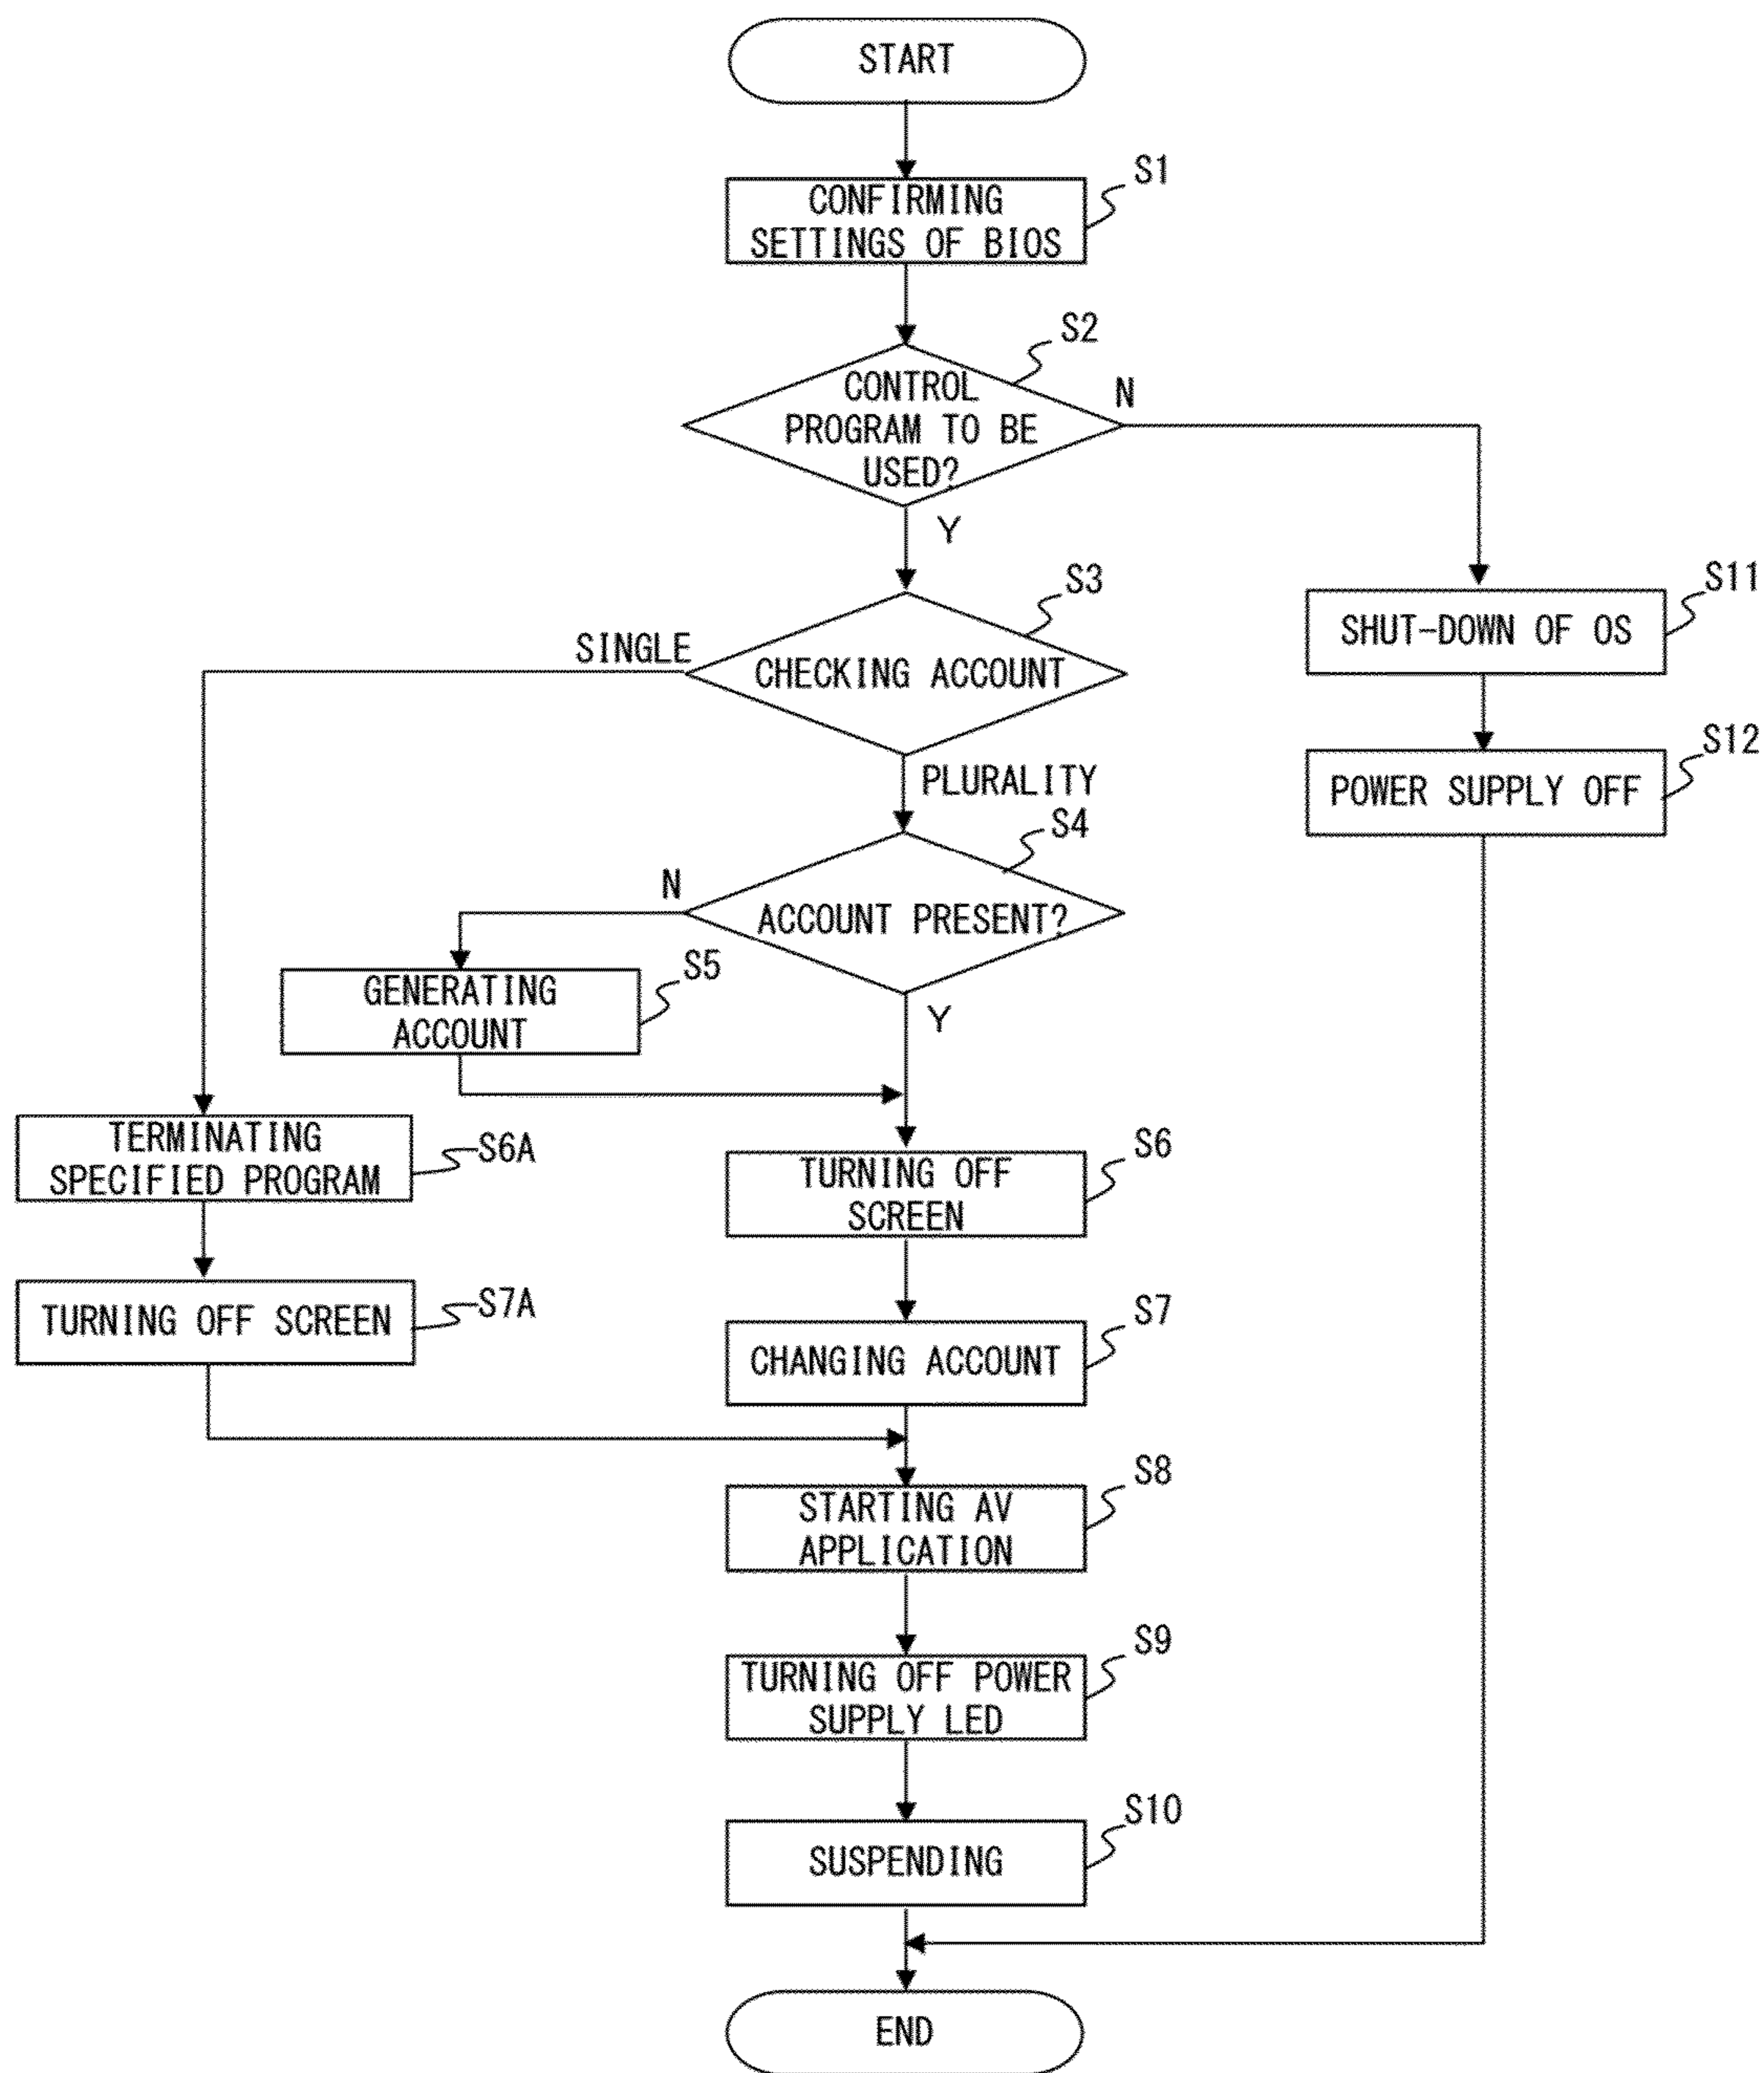 START
S1
CONFIRMING
SETTINGS OF BIOS
S2
CONTROL
PROGRAM TO BE
USED?
N
Y
S3
SINGLE
CHECKING ACCOUNT
PLURALITY
S11
SHUT-DOWN OF OS
S12
POWER SUPPLY OFF
S4
N
ACCOUNT PRESENT?
Y
S5
GENERATING
ACCOUNT
TERMINATING
SPECIFIED PROGRAM
S6A
S6
TURNING OFF
SCREEN
TURNING OFF SCREEN
S7A
S7
CHANGING ACCOUNT
S8
STARTING AV
APPLICATION
S9
TURNING OFF POWER
SUPPLY LED
S10
SUSPENDING
END